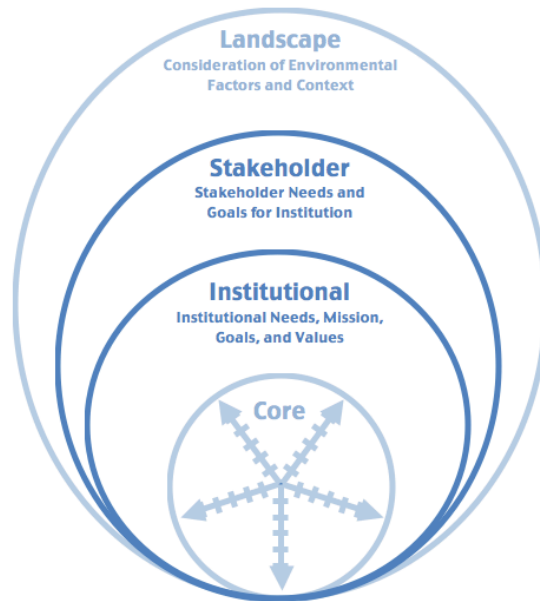 Landscape
Consideration of Environmental
Factors and Context
Stakeholder
Stakeholder Needs and
Goals for Institution
Institutional
Institutional Needs, Mission,
Goals, and Values
Core